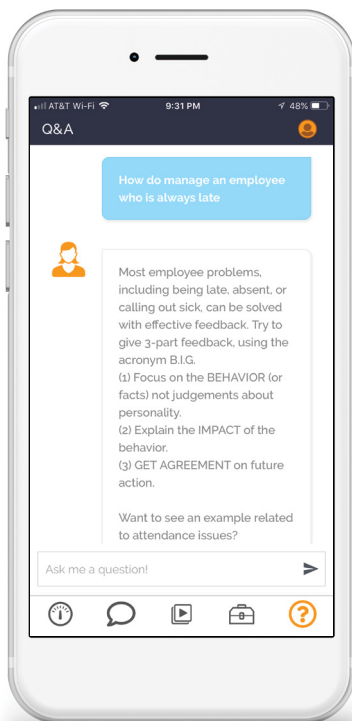 AT&T Wi-Fi 9:31 PM 48%
Q&A
How do manage an employee
who is always late
Most employee problems,
including being late, absent, or
calling out sick, can be solved
with effective feedback. Try to
give 3-part feedback, using the
acronym B.I.G.
(1) Focus on the BEHAVIOR (or
facts) not judgements about
personality.
(2) Explain the IMPACT of the
behavior.
(3) GET AGREEMENT on future
action.
Want to see an example related
to attendance issues?
Ask me a question!
?